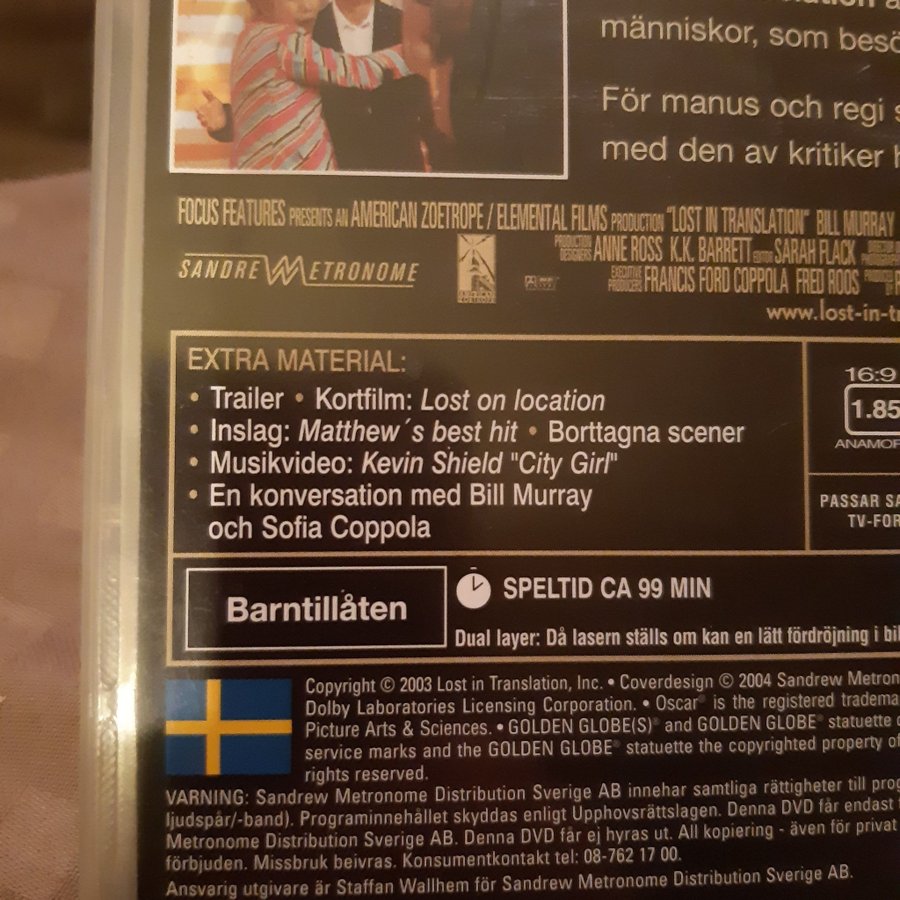 människor, som besö
För manus och regi s
med den av kritiker h
FOCUS FEATURES PRESENTS AN AMERICAN ZOETROPE / ELEMENTAL FILMS PRODUCTION "LOST IN TRANSLATION" BILL MURRAY
PRODUCTION DESIGNERS ANNE ROSS K.K. BARRETT EDITOR SARAH FLACK
SANDREW METRONOME
EXECUTIVE PRODUCERS FRANCIS FORD COPPOLA FRED ROOS PRODUCED BY
www.lost-in-tr
EXTRA MATERIAL:
• Trailer • Kortfilm: Lost on location
• Inslag: Matthew´s best hit • Borttagna scener
• Musikvideo: Kevin Shield "City Girl"
• En konversation med Bill Murray
och Sofia Coppola
16:9
1.85
ANAMOR
PASSAR SA
TV-FOR
Barntillåten
SPELTID CA 99 MIN
Dual layer: Då lasern ställs om kan en lätt fördröjning i bil
Copyright © 2003 Lost in Translation, Inc. • Coverdesign © 2004 Sandrew Metron
Dolby Laboratories Licensing Corporation. • Oscar® is the registered tradema
Picture Arts & Sciences. • GOLDEN GLOBE(S)® and GOLDEN GLOBE® statuette
service marks and the GOLDEN GLOBE® statuette the copyrighted property of
rights reserved.
VARNING: Sandrew Metronome Distribution Sverige AB innehar samtliga rättigheter till prog
ljudspår/-band). Programinnehållet skyddas enligt Upphovsrättslagen. Denna DVD får endast
Metronome Distribution Sverige AB. Denna DVD får ej hyras ut. All kopiering - även för privat
förbjuden. Missbruk beivras. Konsumentkontakt tel: 08-762 17 00.
Ansvarig utgivare är Staffan Wallhem för Sandrew Metronome Distribution Sverige AB.